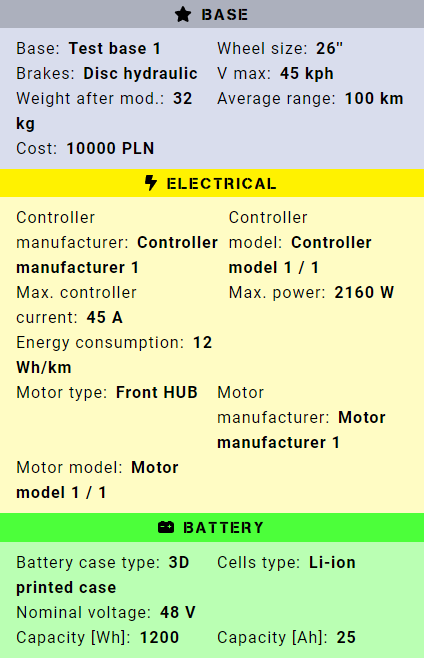 BASE
Base: Test base 1 Wheel size: 26"
Brakes: Disc hydraulic V max: 45 kph
Weight after mod.: 32 Average range: 100 km
kg
Cost: 10000 PLN
ELECTRICAL
Controller Controller
manufacturer: Controller model: Controller
manufacturer 1 model 1 / 1
Max. controller Max. power: 2160 W
current: 45 A
Energy consumption: 12
Wh/km
Motor type: Front HUB Motor
manufacturer: Motor
manufacturer 1
Motor model: Motor
model 1 / 1
BATTERY
Battery case type: 3D Cells type: Li-ion
printed case
Nominal voltage: 48 V
Capacity [Wh]: 1200 Capacity [Ah]: 25